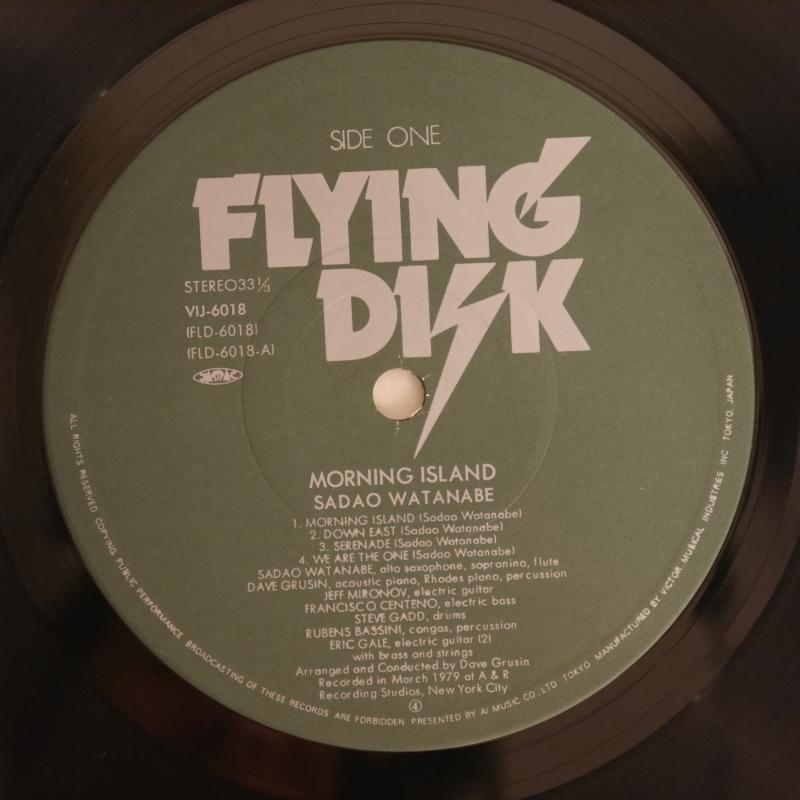 SIDE ONE
FLYING
DISK
STEREO33⅓
VIJ-6018
(FLD-6018)
(FLD-6018-A)
JASRAC
MORNING ISLAND
SADAO WATANABE
1. MORNING ISLAND (Sadao Watanabe)
2. DOWN EAST (Sadao Watanabe)
3. SERENADE (Sadao Watanabe)
4. WE ARE THE ONE (Sadao Watanabe)
SADAO WATANABE, alto saxophone, sopranino, flute
DAVE GRUSIN, acoustic piano, Rhodes piano, percussion
JEFF MIRONOV, electric guitar
FRANCISCO CENTENO, electric bass
STEVE GADD, drums
RUBENS BASSINI, congas, percussion
ERIC GALE, electric guitar (2)
with brass and strings
Arranged and Conducted by Dave Grusin
Recorded in March 1979 at A & R
Recording Studios, New York City
④
ALL RIGHTS RESERVED COPYING PUBLIC PERFORMANCE BROADCASTING OF THESE RECORDS ARE FORBIDDEN PRESENTED BY AI MUSIC CO., LTD TOKYO MANUFACTURED BY VICTOR MUSICAL INDUSTRIES INC TOKYO, JAPAN